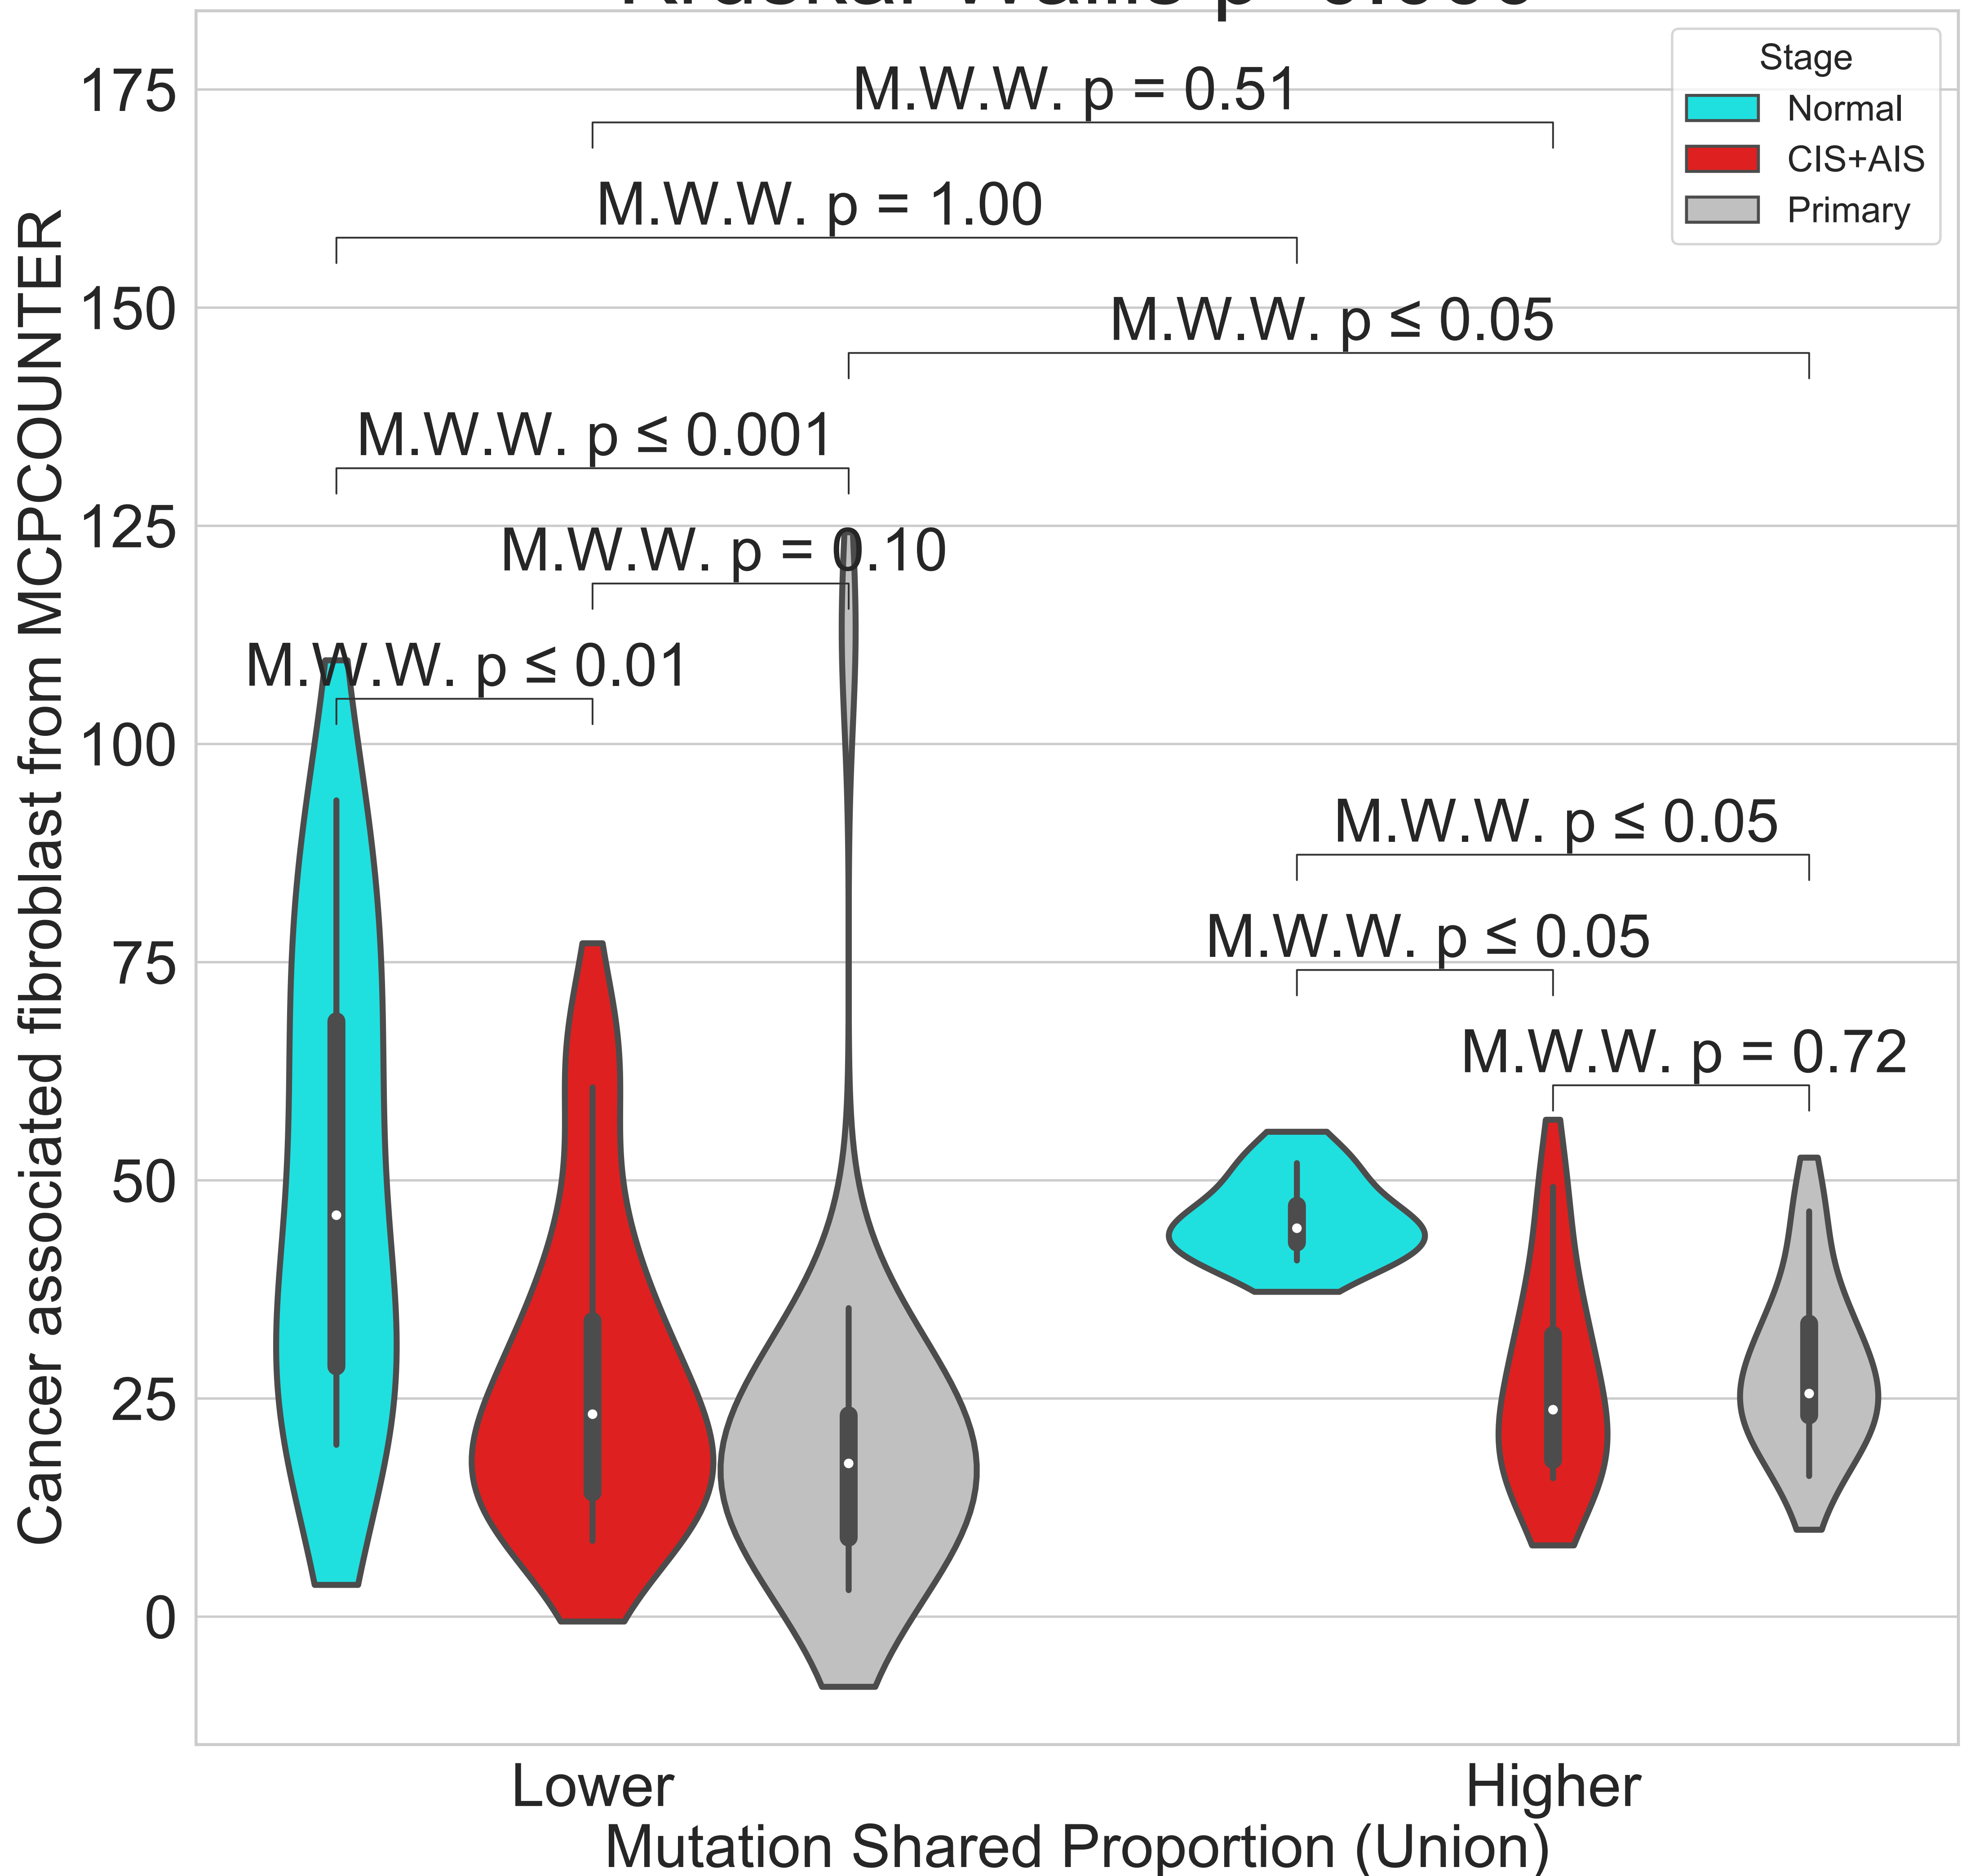 Stage
Normal
CIS+AIS
Primary
M.W.W. p = 0.51
M.W.W. p = 1.00
M.W.W. p ≤ 0.05
M.W.W. p ≤ 0.001
M.W.W. p = 0.10
M.W.W. p ≤ 0.01
M.W.W. p ≤ 0.05
M.W.W. p ≤ 0.05
M.W.W. p = 0.72
175
150
125
100
75
50
25
0
Cancer associated fibroblast from MCPCOUNTER
Lower
Higher
Mutation Shared Proportion (Union)